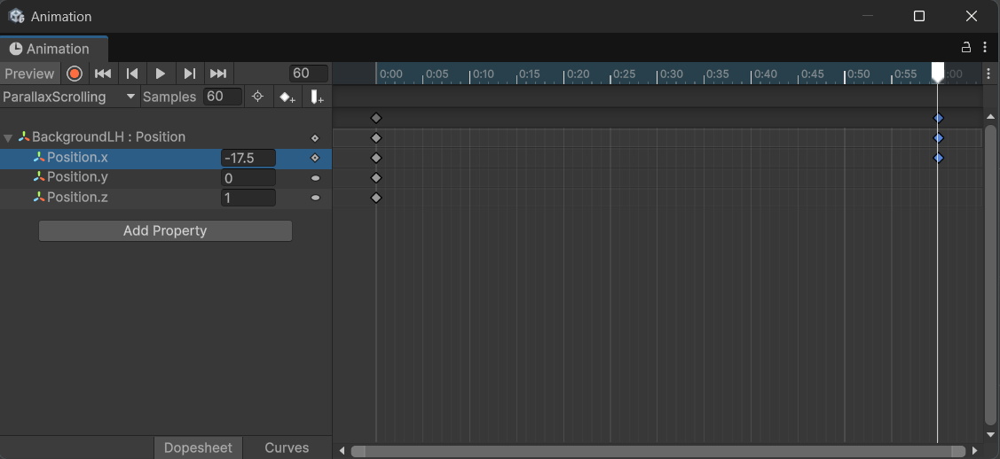 Animation
Animation
Preview 60 0:00 0:05 0:10 0:15 0:20 0:25 0:30 0:35 0:40 0:45 0:50 0:55 :00
ParallaxScrolling Samples 60
BackgroundLH : Position
Position.x -17.5
Position.y 0
Position.z 1
Add Property
Dopesheet Curves